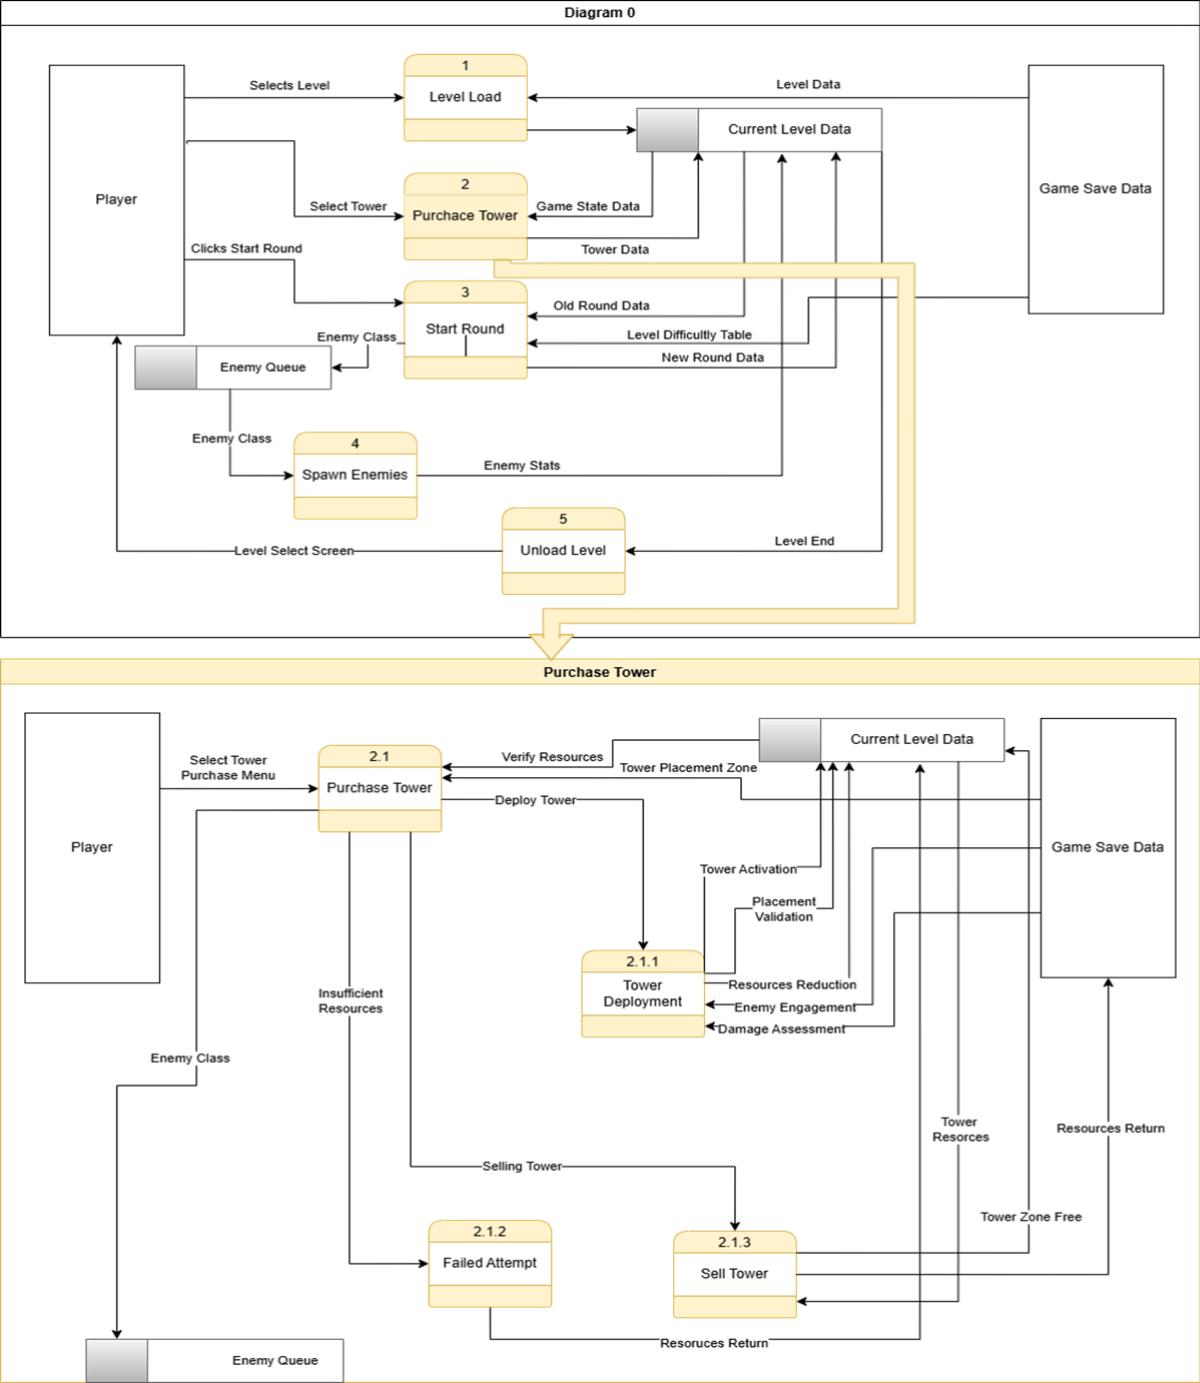 Diagram 0
1
Level Load
Selects Level
Level Data
Current Level Data
Player
Game Save Data
2
Purchace Tower
Select Tower
Game State Data
Tower Data
Clicks Start Round
3
Start Round
Old Round Data
Level Difficultly Table
New Round Data
Enemy Class
Enemy Queue
Enemy Class
4
Spawn Enemies
Enemy Stats
5
Unload Level
Level End
Level Select Screen
Purchase Tower
Player
Select Tower
Purchase Menu
2.1
Purchase Tower
Verify Resources
Tower Placement Zone
Current Level Data
Game Save Data
Deploy Tower
Tower Activation
Placement
Validation
2.1.1
Tower
Deployment
Resources Reduction
Enemy Engagement
Damage Assessment
Insufficient
Resources
Enemy Class
Tower
Resorces
Resources Return
Selling Tower
Tower Zone Free
2.1.2
Failed Attempt
2.1.3
Sell Tower
Resoruces Return
Enemy Queue